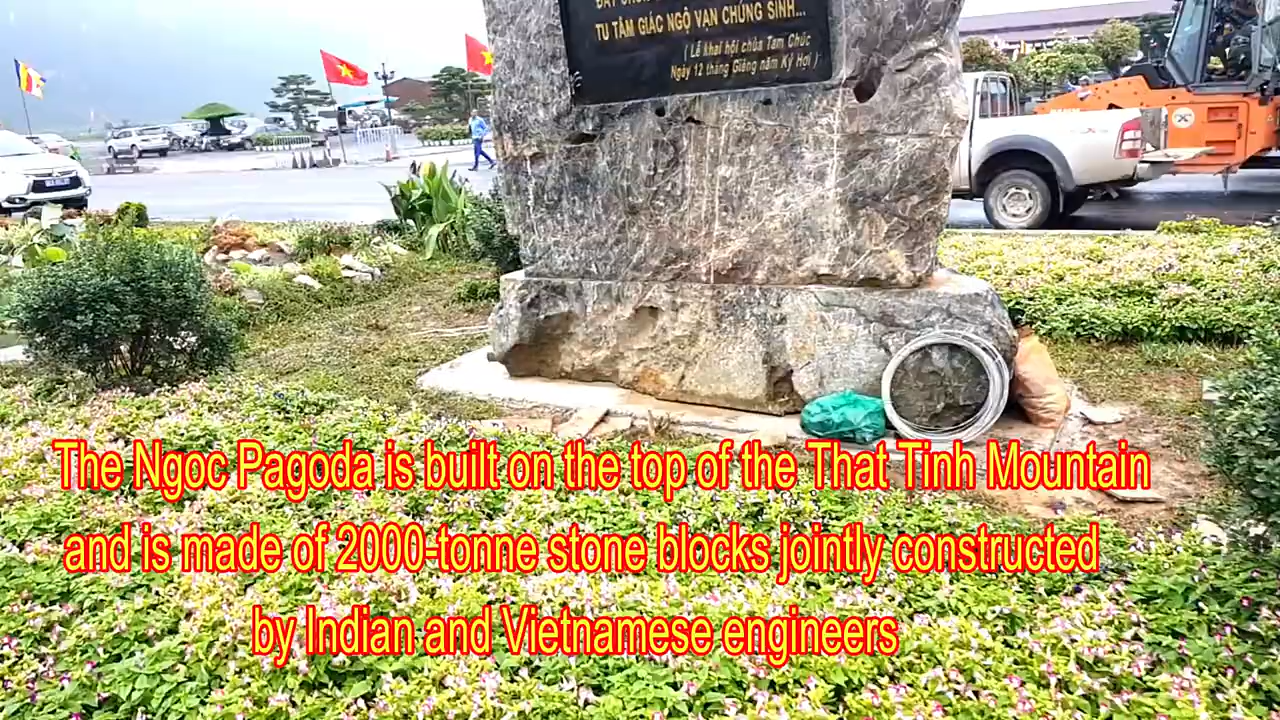 TU TÂM GIÁC NGỘ VẠN CHÚNG SINH...
( Lễ khai hội chùa Tam Chúc
Ngày 12 tháng Giêng năm Kỷ Hợi )
The Ngoc Pagoda is built on the top of the That Tinh Mountain
and is made of 2000-tonne stone blocks jointly constructed
by Indian and Vietnamese engineers